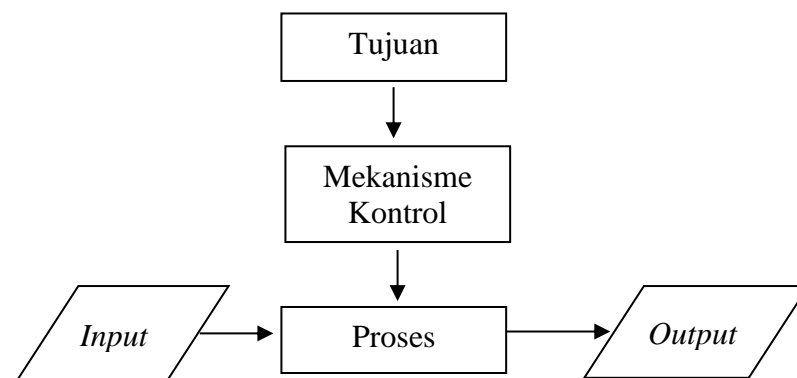 Tujuan
Mekanisme
Kontrol
Input
Proses
Output